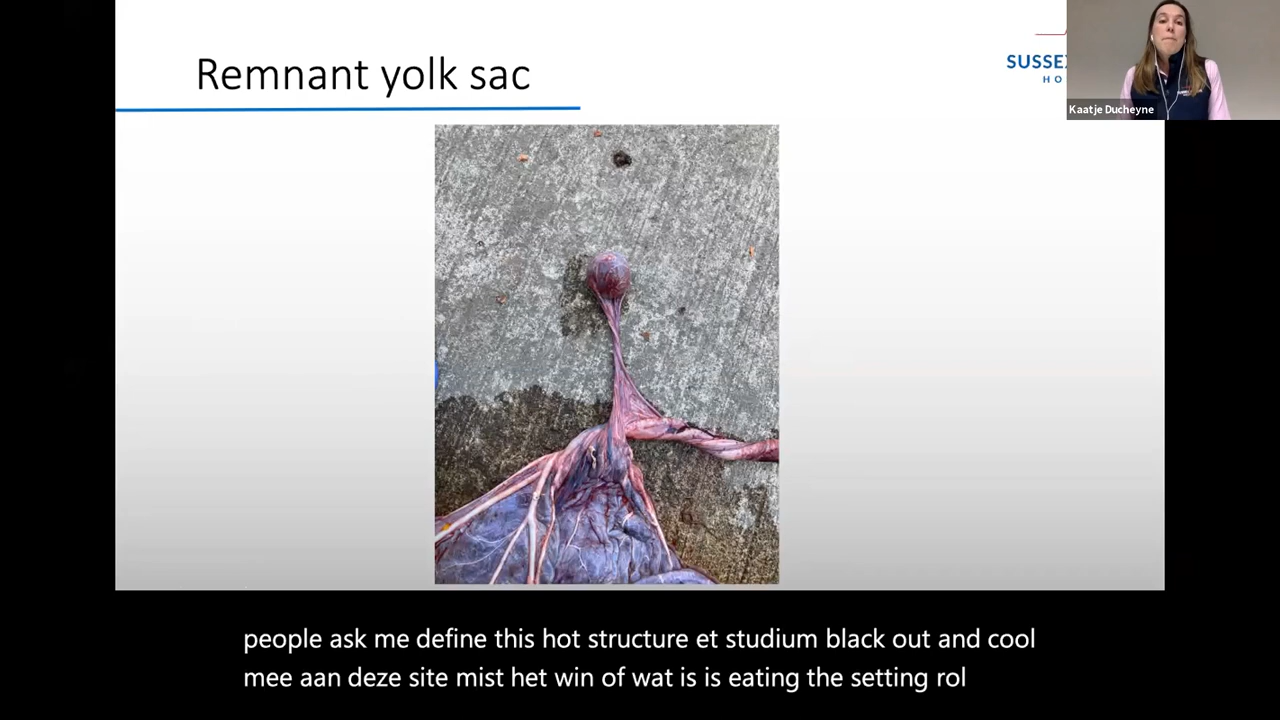 Remnant yolk sac
SUSSEX
HO
Kaatje Ducheyne
people ask me define this hot structure et studium black out and cool
mee aan deze site mist het win of wat is is eating the setting rol